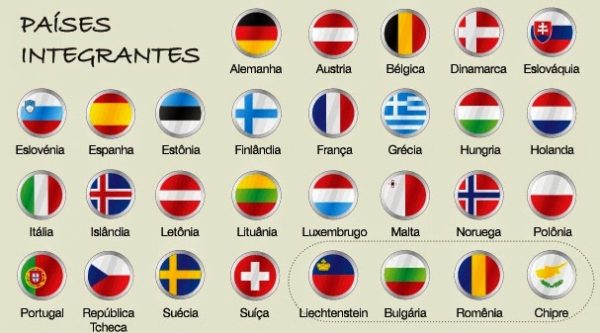 PAÍSES
INTEGRANTES
Alemanha
Austria
Bélgica
Dinamarca
Eslováquia
Eslovénia
Espanha
Estônia
Finlândia
França
Grécia
Hungria
Holanda
Itália
Islândia
Letônia
Lituânia
Luxembrugo
Malta
Noruega
Polônia
Portugal
República
Tcheca
Suécia
Suíça
Liechtenstein
Bulgária
Romênia
Chipre